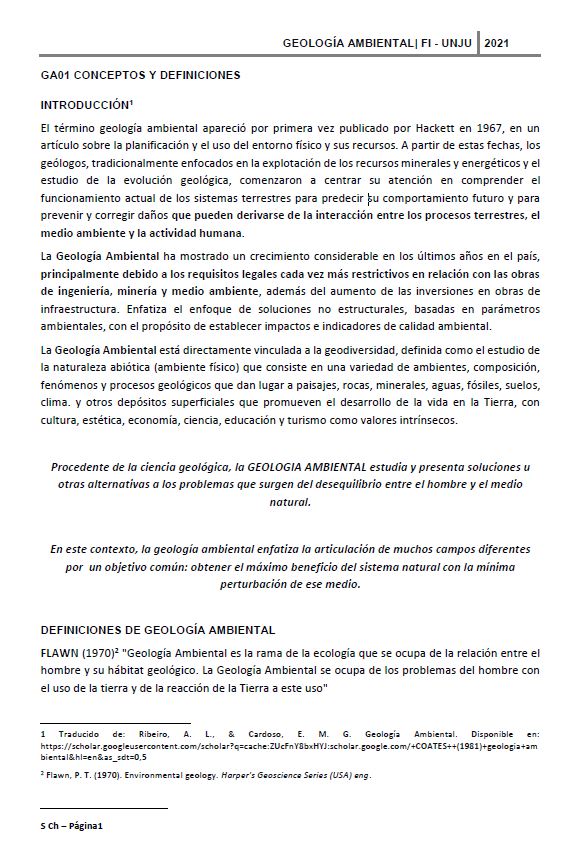 GEOLOGÍA AMBIENTAL| FI - UNJU 2021
GA01 CONCEPTOS Y DEFINICIONES
INTRODUCCIÓN¹
El término geología ambiental apareció por primera vez publicado por Hackett en 1967, en un
artículo sobre la planificación y el uso del entorno físico y sus recursos. A partir de estas fechas, los
geólogos, tradicionalmente enfocados en la explotación de los recursos minerales y energéticos y el
estudio de la evolución geológica, comenzaron a centrar su atención en comprender el
funcionamiento actual de los sistemas terrestres para predecir su comportamiento futuro y para
prevenir y corregir daños que pueden derivarse de la interacción entre los procesos terrestres, el
medio ambiente y la actividad humana.
La Geología Ambiental ha mostrado un crecimiento considerable en los últimos años en el país,
principalmente debido a los requisitos legales cada vez más restrictivos en relación con las obras
de ingeniería, minería y medio ambiente, además del aumento de las inversiones en obras de
infraestructura. Enfatiza el enfoque de soluciones no estructurales, basadas en parámetros
ambientales, con el propósito de establecer impactos e indicadores de calidad ambiental.
La Geología Ambiental está directamente vinculada a la geodiversidad, definida como el estudio de
la naturaleza abiótica (ambiente físico) que consiste en una variedad de ambientes, composición,
fenómenos y procesos geológicos que dan lugar a paisajes, rocas, minerales, aguas, fósiles, suelos,
clima. y otros depósitos superficiales que promueven el desarrollo de la vida en la Tierra, con
cultura, estética, economía, ciencia, educación y turismo como valores intrínsecos.
Procedente de la ciencia geológica, la GEOLOGIA AMBIENTAL estudia y presenta soluciones u
otras alternativas a los problemas que surgen del desequilibrio entre el hombre y el medio
natural.
En este contexto, la geología ambiental enfatiza la articulación de muchos campos diferentes
por un objetivo común: obtener el máximo beneficio del sistema natural con la mínima
perturbación de ese medio.
DEFINICIONES DE GEOLOGÍA AMBIENTAL
FLAWN (1970)² "Geología Ambiental es la rama de la ecología que se ocupa de la relación entre el
hombre y su hábitat geológico. La Geología Ambiental se ocupa de los problemas del hombre con
el uso de la tierra y de la reacción de la Tierra a este uso"
1 Traducido de: Ribeiro, A. L., & Cardoso, E. M. G. Geología Ambiental. Disponible en:
https://scholar.googleusercontent.com/scholar?q=cache:ZUcFnY8bxHYJ:scholar.google.com/+COATES++(1981)+geologia+am
biental&hl=en&as_sdt=0,5
² Flawn, P. T. (1970). Environmental geology. Harper's Geoscience Series (USA) eng.
S Ch – Página1